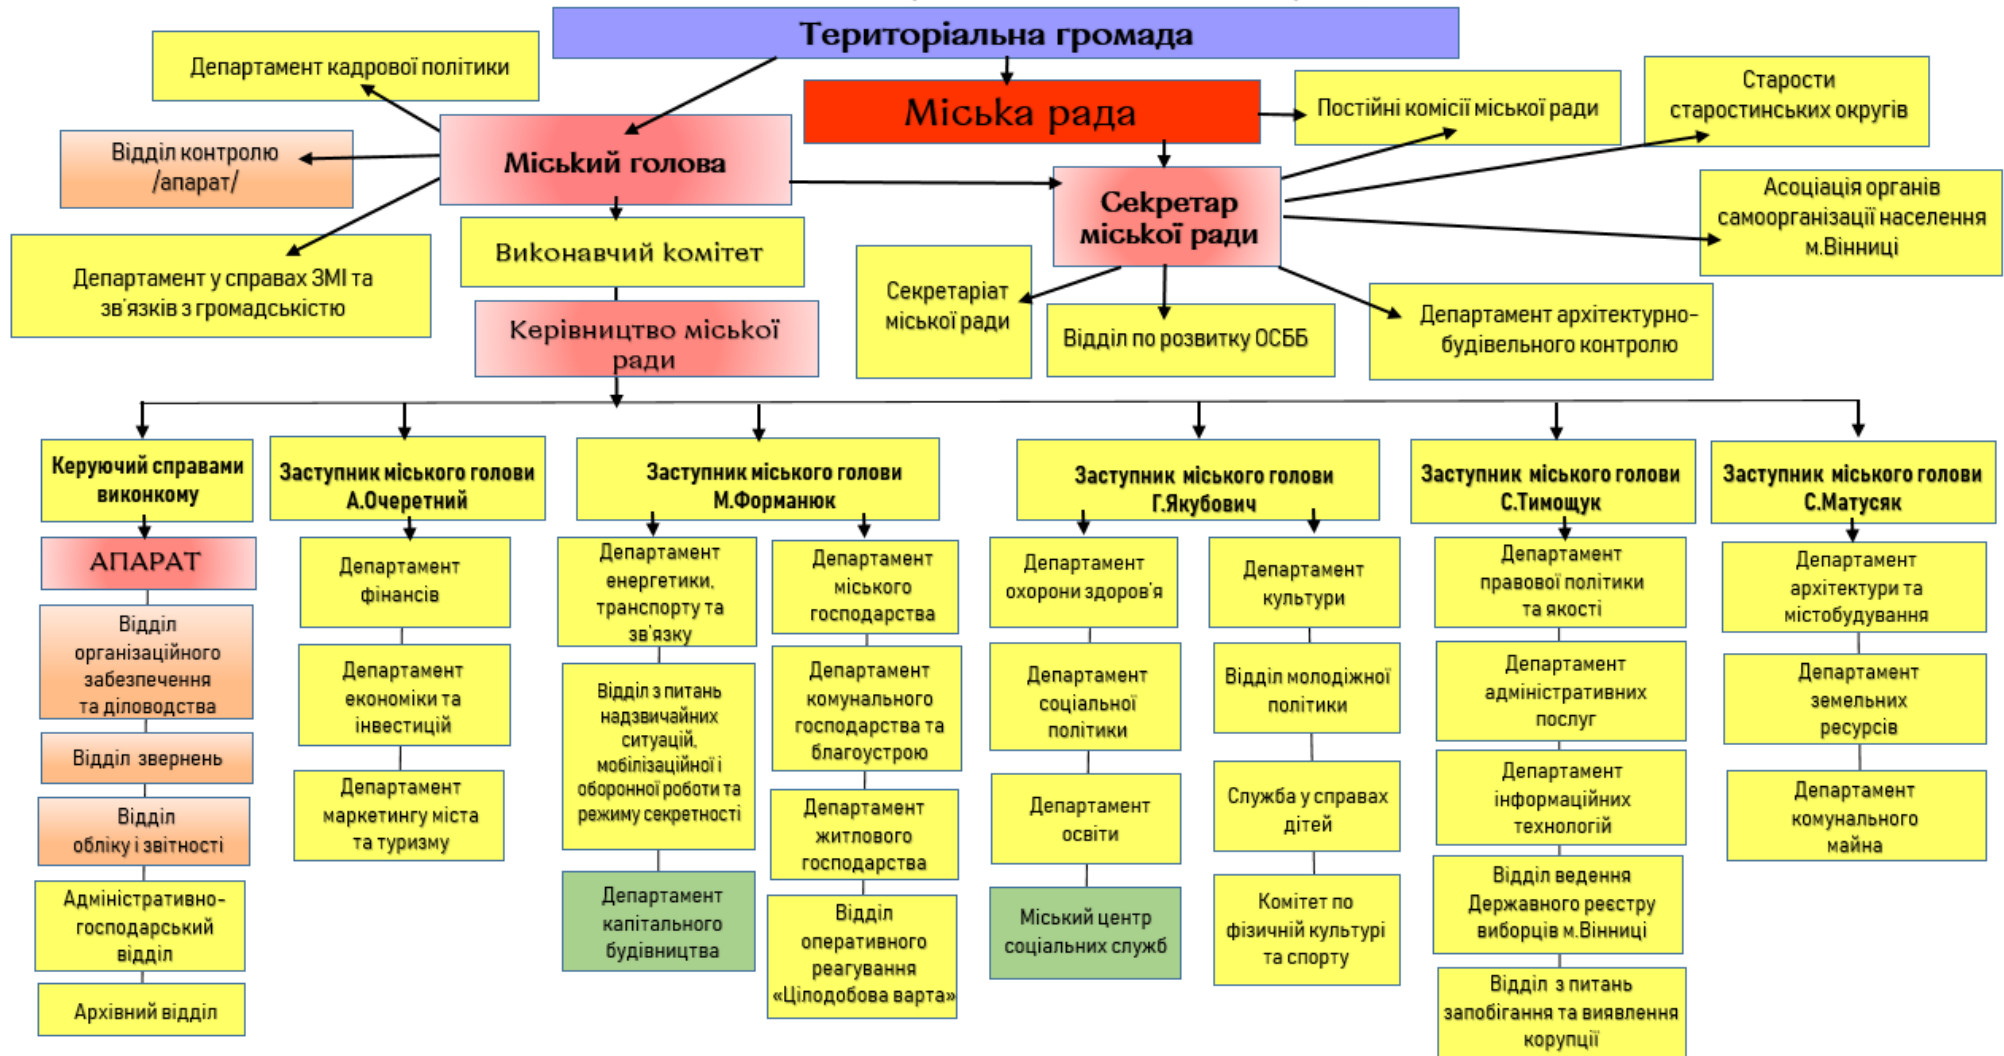 Територіальна громада
Департамент кадрової політики
Міська рада
Постійні комісії міської ради
Старости
старостинських округів
Відділ контролю
/апарат/
Міський голова
Секретар
міської ради
Асоціація органів
самоорганізації населення
м.Вінниці
Департамент у справах ЗМІ та
зв'язків з громадськістю
Виконавчий комітет
Секретаріат
міської ради
Відділ по розвитку ОСББ
Департамент архітектурно-
будівельного контролю
Керівництво міської
ради
Керуючий справами
виконкому
АПАРАТ
Відділ
організаційного
забезпечення
та діловодства
Відділ звернень
Відділ
обліку і звітності
Адміністративно-
господарський
відділ
Архівний відділ
Заступник міського голови
А.Очеретний
Департамент
фінансів
Департамент
економіки та
інвестицій
Департамент
маркетингу міста
та туризму
Заступник міського голови
М.Форманюк
Департамент
енергетики,
транспорту та
зв'язку
Відділ з питань
надзвичайних
ситуацій,
мобілізаційної і
оборонної роботи та
режиму секретності
Департамент
капітального
будівництва
Департамент
міського
господарства
Департамент
комунального
господарства та
благоустрою
Департамент
житлового
господарства
Відділ
оперативного
реагування
«Цілодобова варта»
Заступник міського голови
Г.Якубович
Департамент
охорони здоров'я
Департамент
соціальної
політики
Департамент
освіти
Міський центр
соціальних служб
Департамент
культури
Відділ молодіжної
політики
Служба у справах
дітей
Комітет по
фізичній культурі
та спорту
Заступник міського голови
С.Тимощук
Департамент
правової політики
та якості
Департамент
адміністративних
послуг
Департамент
інформаційних
технологій
Відділ ведення
Державного реєстру
виборців м.Вінниці
Відділ з питань
запобігання та виявлення
корупції
Заступник міського голови
С.Матусяк
Департамент
архітектури та
містобудування
Департамент
земельних
ресурсів
Департамент
комунального
майна